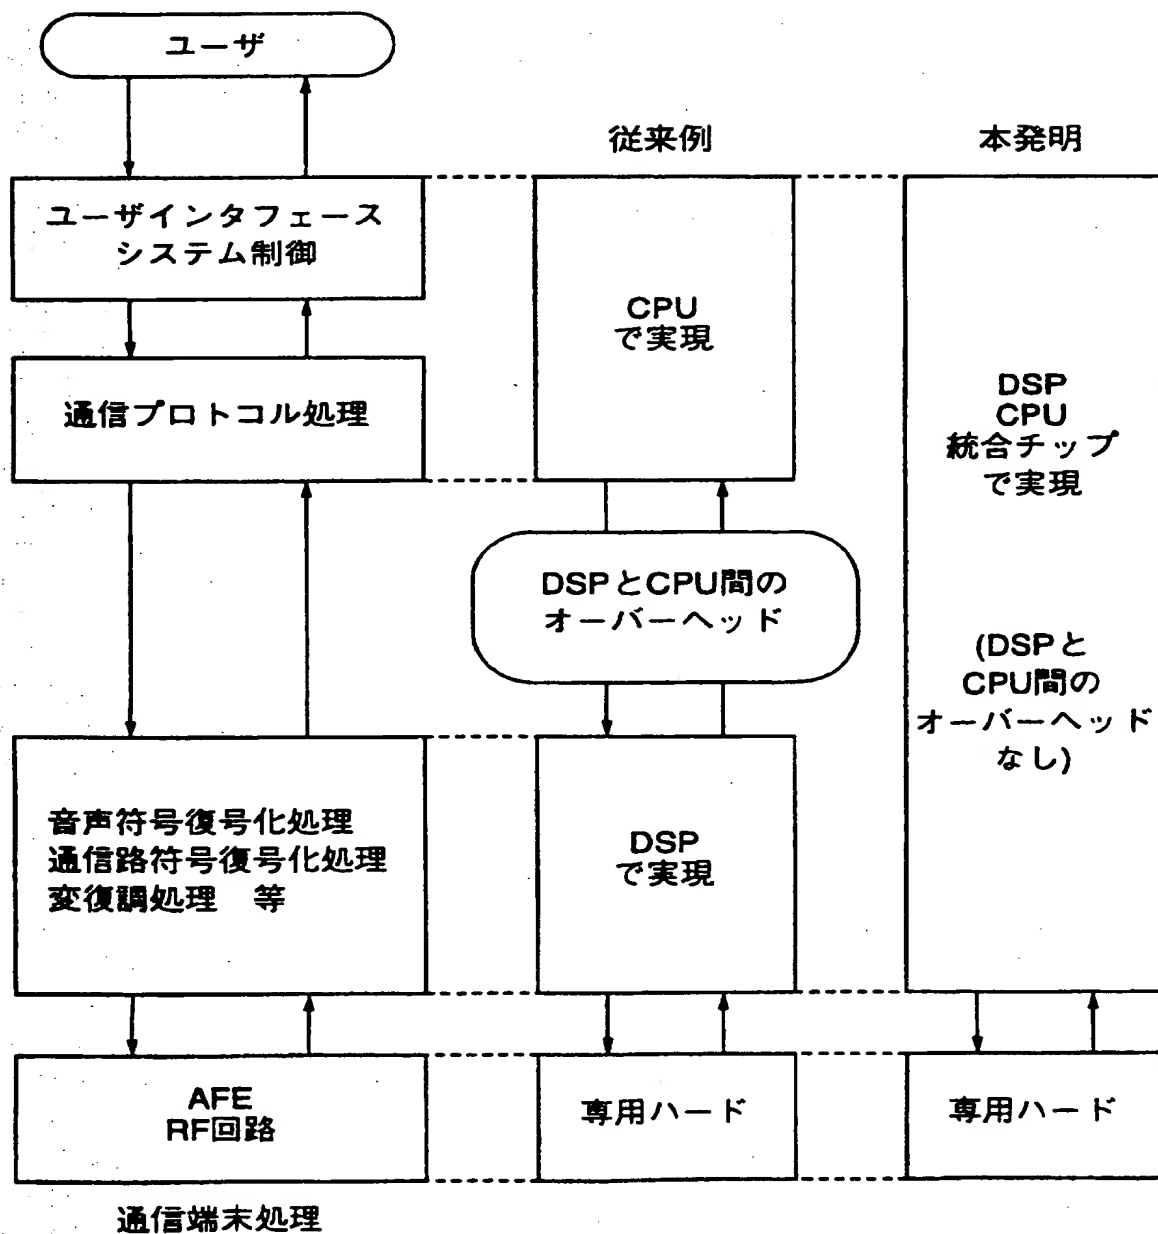 ユーザ
従来例
本発明
ユーザインタフェース
システム制御
通信プロトコル処理
CPU
で実現
DSP
CPU
統合チップ
で実現
DSPとCPU間の
オーバーヘッド
(DSPと
CPU間の
オーバーヘッド
なし)
音声符号復号化処理
通信路符号復号化処理
変復調処理　等
DSP
で実現
AFE
RF回路
専用ハード
専用ハード
通信端末処理